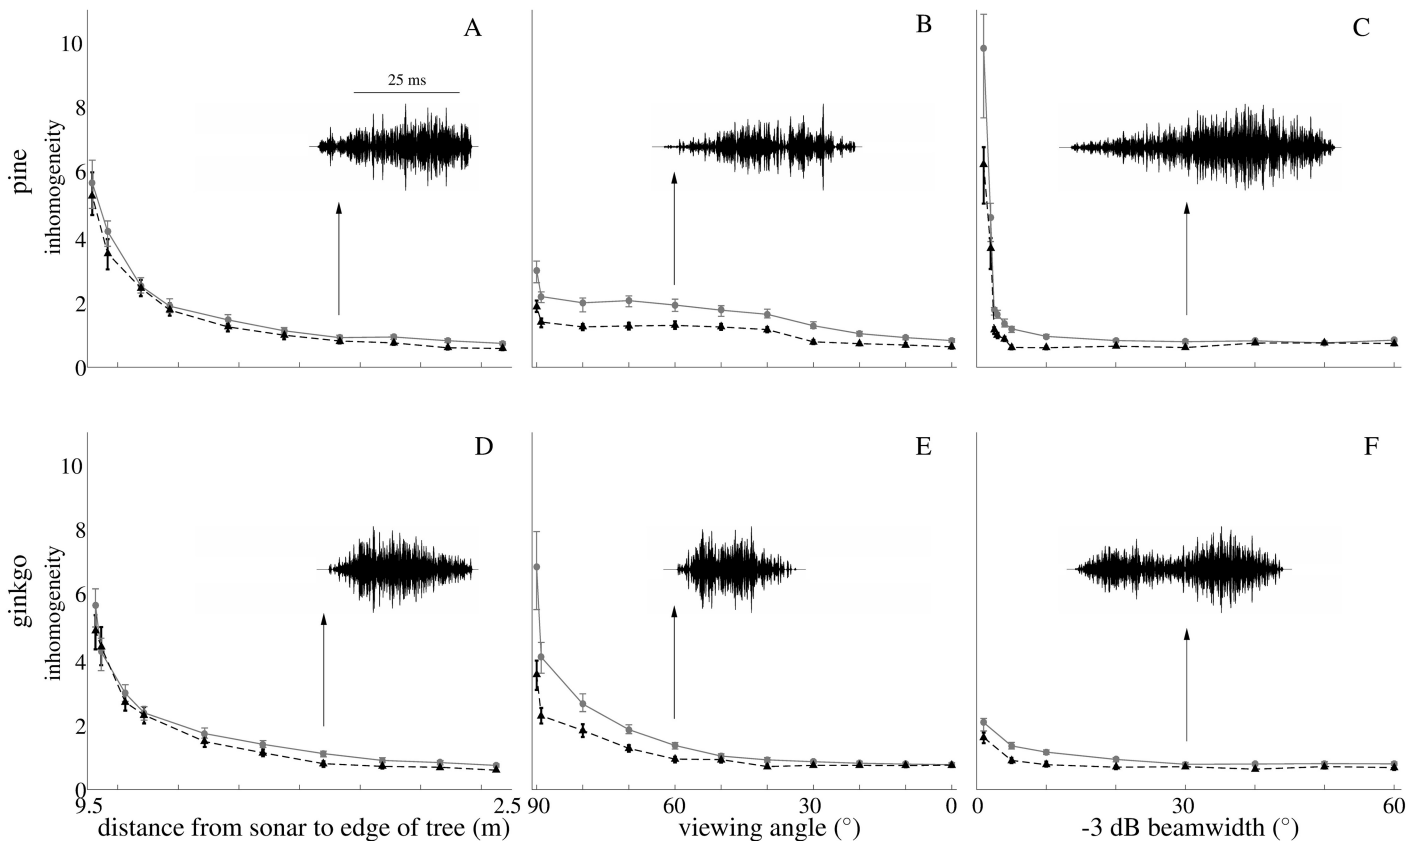 A
B
C
25 ms
10
8
6
4
2
0
pine
inhomogeneity
D
E
F
10
8
6
4
2
0
ginkgo
inhomogeneity
9.5 2.5
90 60 30 0
0 30 60
distance from sonar to edge of tree (m)
viewing angle (°)
-3 dB beamwidth (°)